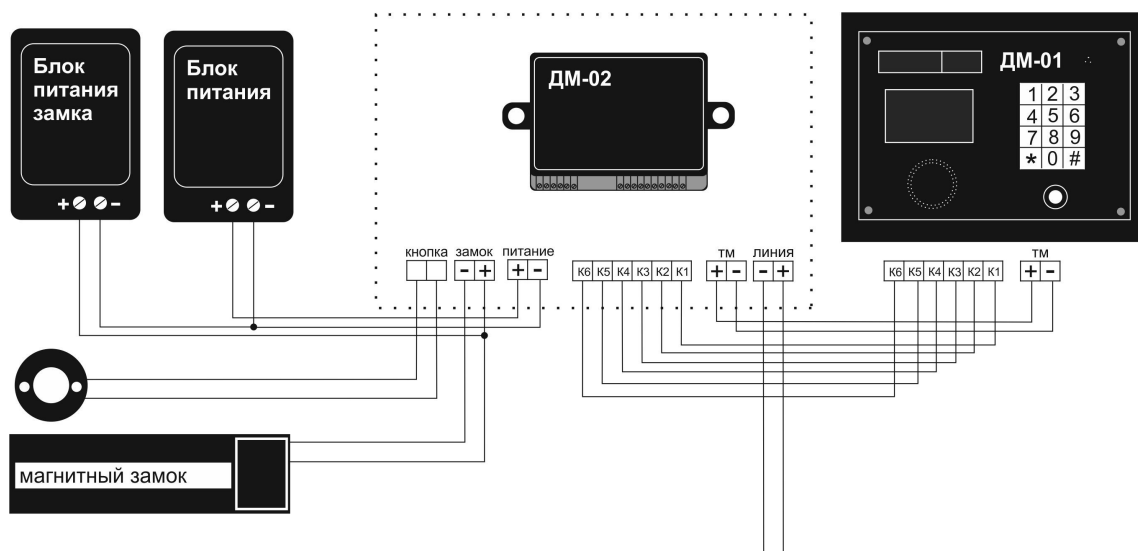 Блок
питания
замка
+ -
Блок
питания
+ -
ДМ-02
ДМ-01
1 2 3
4 5 6
7 8 9
* 0 #
кнопка замок питание
- + + -
К6 К5 К4 К3 К2 К1
тм линия
+ - - +
К6 К5 К4 К3 К2 К1
тм
+ -
магнитный замок